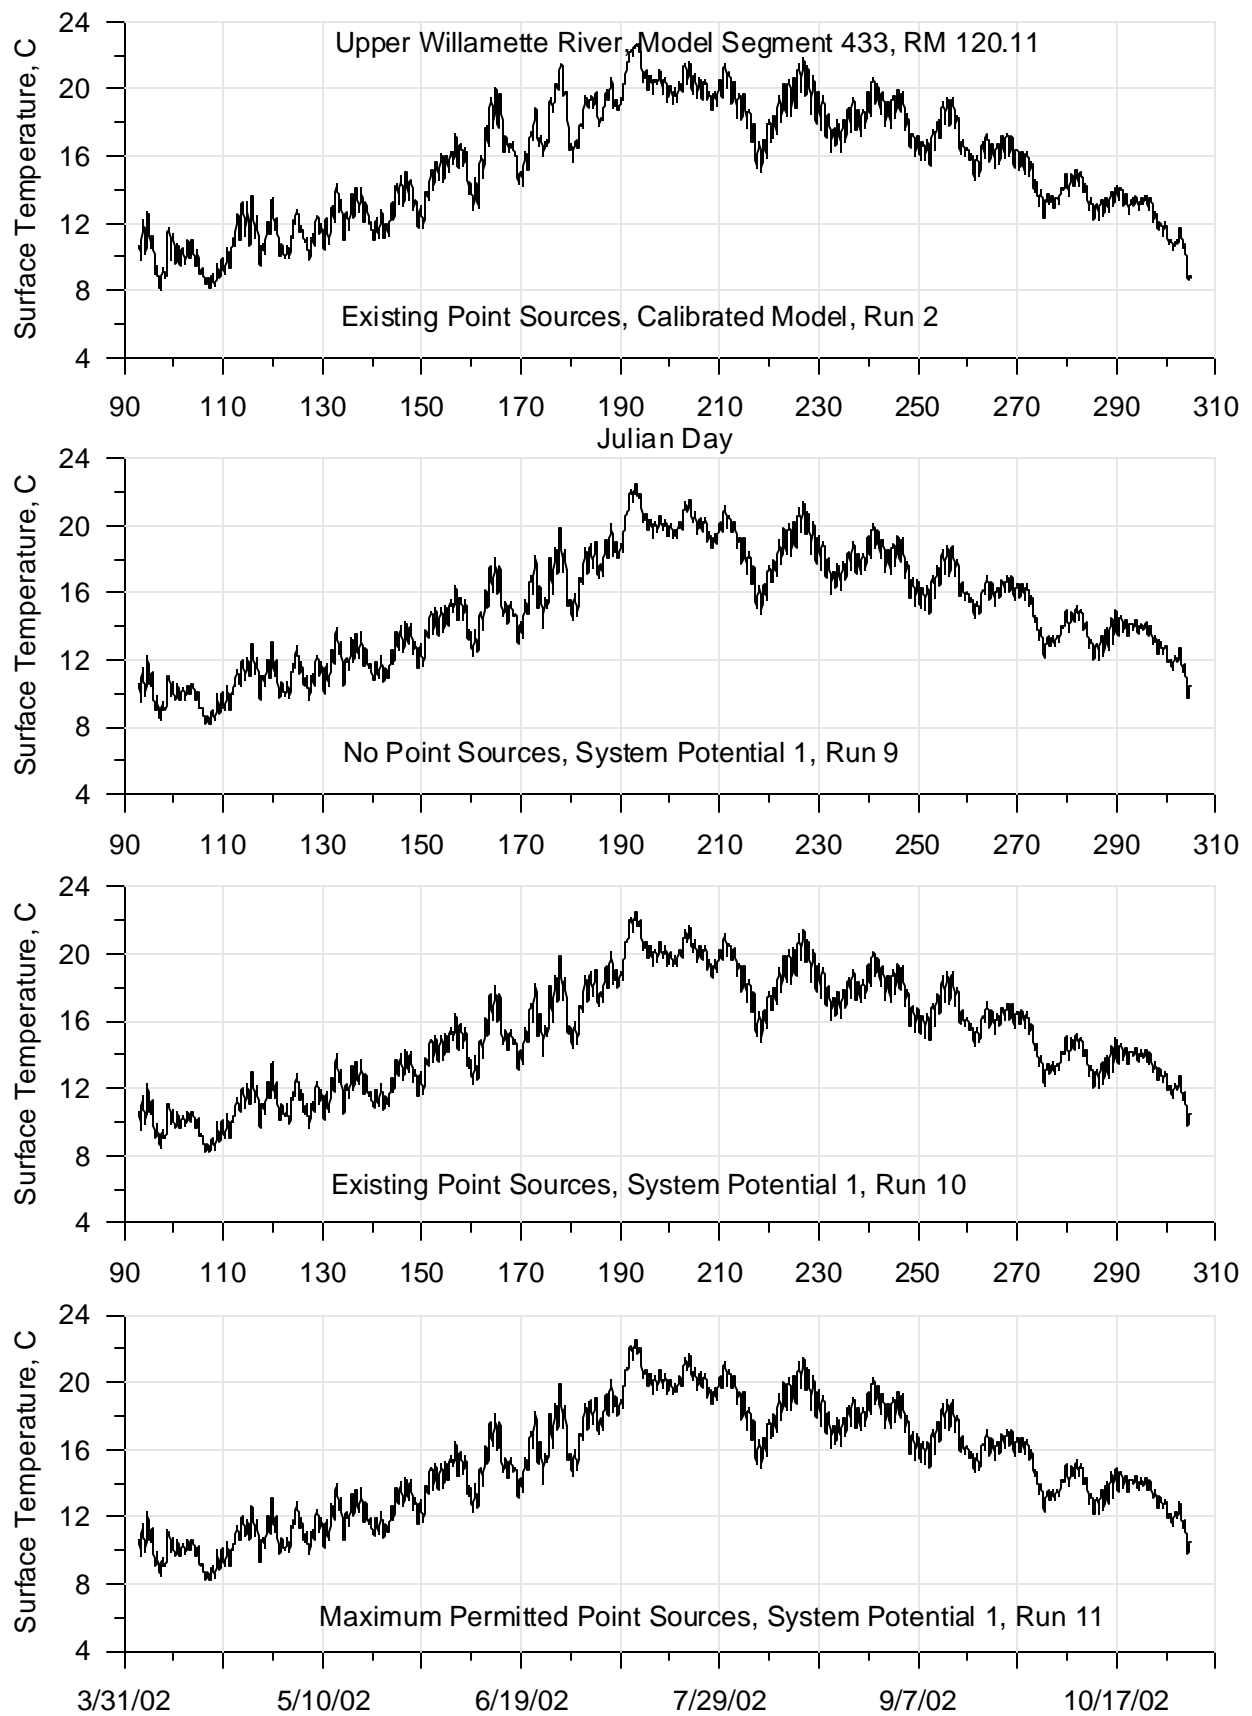 24
Upper Willamette River, Model Segment 433, RM 120.11
20
16
12
8
4
Surface Temperature, C
Existing Point Sources, Calibrated Model, Run 2
90 110 130 150 170 190 210 230 250 270 290 310
Julian Day
24
20
16
12
8
4
Surface Temperature, C
No Point Sources, System Potential 1, Run 9
90 110 130 150 170 190 210 230 250 270 290 310
24
20
16
12
8
4
Surface Temperature, C
Existing Point Sources, System Potential 1, Run 10
90 110 130 150 170 190 210 230 250 270 290 310
24
20
16
12
8
4
Surface Temperature, C
Maximum Permitted Point Sources, System Potential 1, Run 11
3/31/02 5/10/02 6/19/02 7/29/02 9/7/02 10/17/02